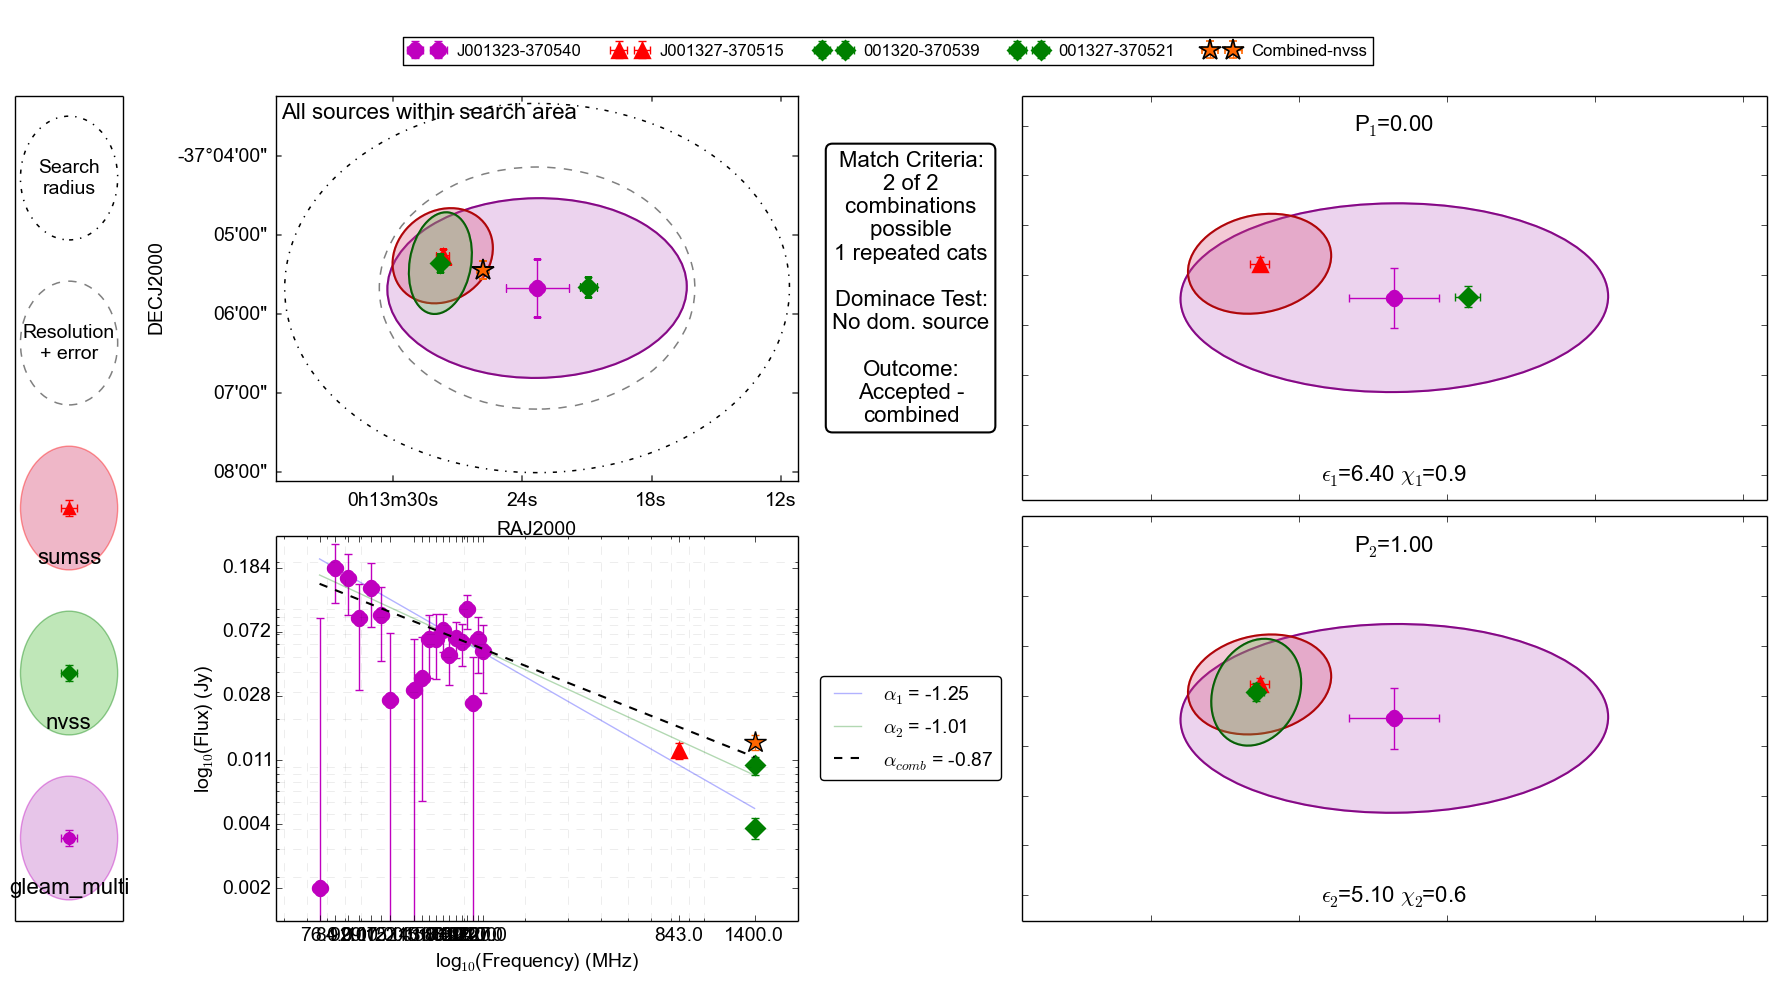 J001323-370540 J001327-370515 001320-370539 001327-370521 Combined-nvss
Search
radius
Resolution
+ error
sumss
nvss
gleam_multi
All sources within search area
-37°04'00"
05'00"
06'00"
07'00"
08'00"
DECJ2000
0h13m30s 24s 18s 12s
RAJ2000
Match Criteria:
2 of 2
combinations
possible
1 repeated cats
Dominace Test:
No dom. source
Outcome:
Accepted -
combined
P1=0.00
ϵ1=6.40 χ1=0.9
0.184
0.072
0.028
0.011
0.004
0.002
log10(Flux) (Jy)
843.0 1400.0
log10(Frequency) (MHz)
α1 = -1.25
α2 = -1.01
αcomb = -0.87
P2=1.00
ϵ2=5.10 χ2=0.6